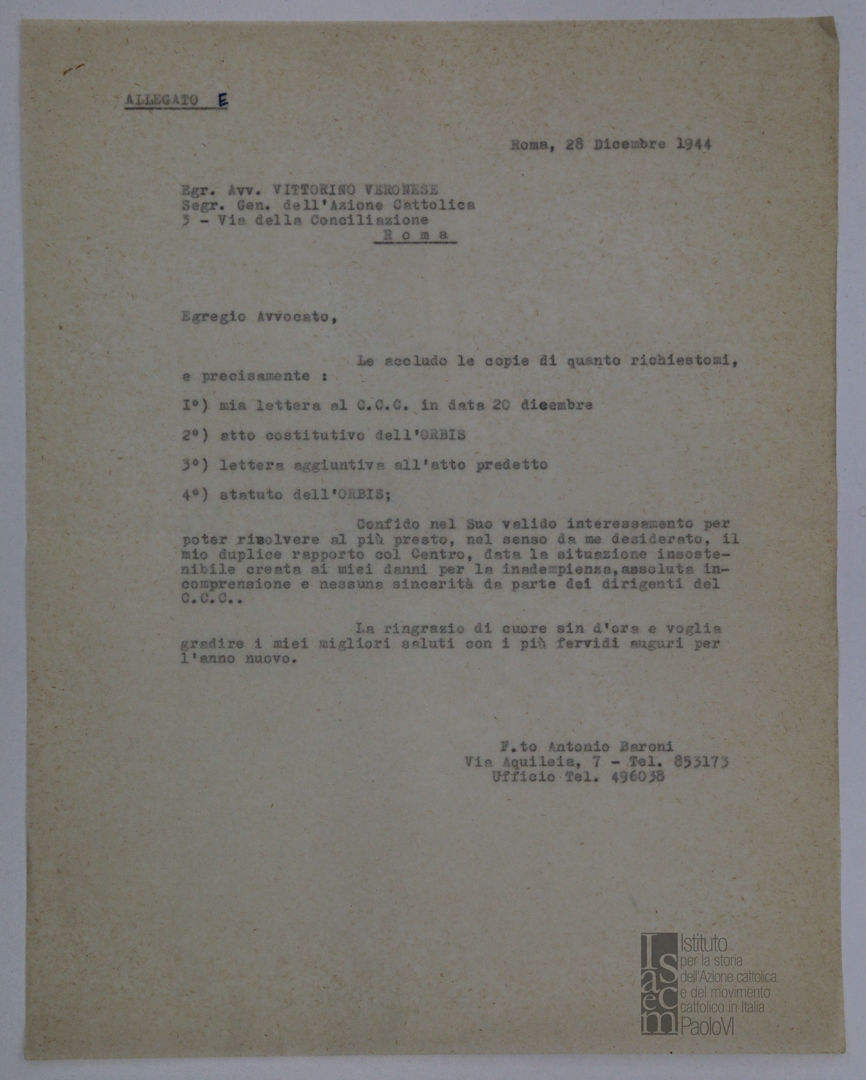 ALLEGATO E
Roma, 28 Dicembre 1944
Egr. Avv. VITTORINO VERONESE
Segr. Gen. dell'Azione Cattolica
3 - Via della Conciliazione
R o m a
Egregio Avvocato,
Le accludo le copie di quanto richiestomi,
e precisamente :
I°) mia lettera al C.C.C. in data 20 dicembre
2°) atto costitutivo dell'ORBIS
3°) lettera aggiuntiva all'atto predetto
4°) statuto dell'ORBIS;
Confido nel Suo valido interessamento per
poter risolvere al più presto, nel senso da me desiderato, il
mio duplice rapporto col Centro, data la situazione insoste-
nibile creata ai miei danni per la inadempienza,assoluta in-
comprensione e nessuna sincerità da parte dei dirigenti del
C.C.C..
La ringrazio di cuore sin d'ora e voglia
gradire i miei migliori saluti con i più fervidi auguri per
l'anno nuovo.
F.to Antonio Baroni
Via Aquileia, 7 - Tel. 853173
Ufficio Tel. 496038
Isacem
Istituto
per la storia
dell'Azione cattolica
e del movimento
cattolico in Italia
PaoloVI